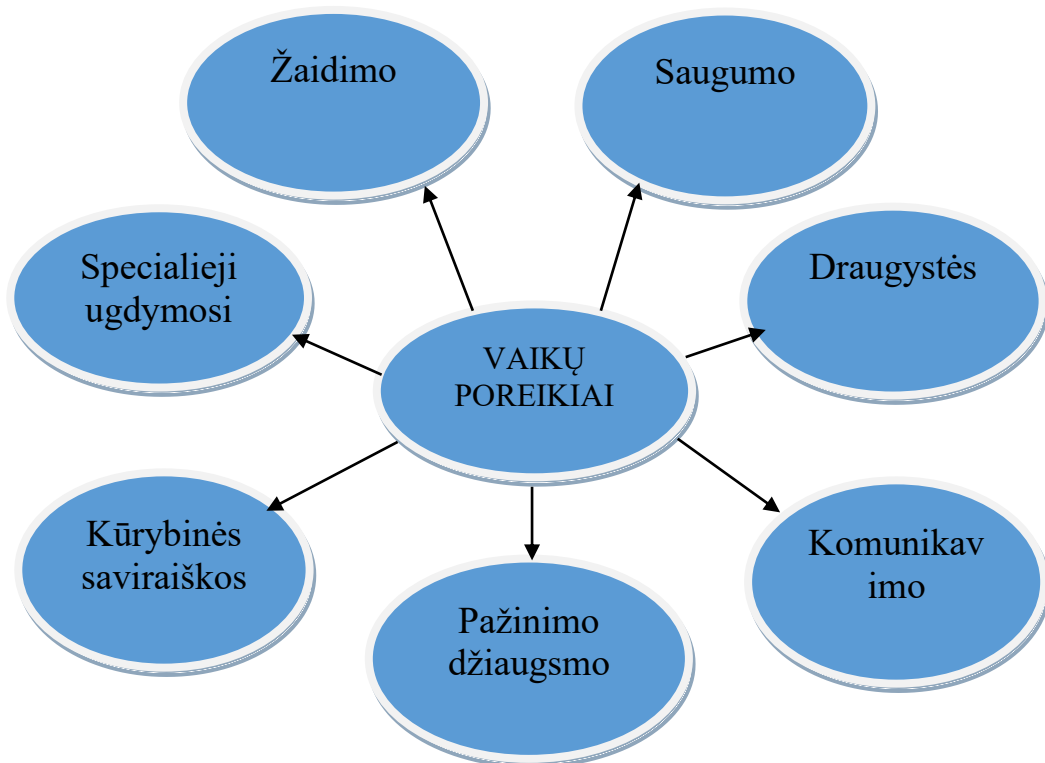 Žaidimo
Saugumo
Specialieji
ugdymosi
Draugystės
VAIKŲ
POREIKIAI
Kūrybinės
saviraiškos
Komunikav
imo
Pažinimo
džiaugsmo